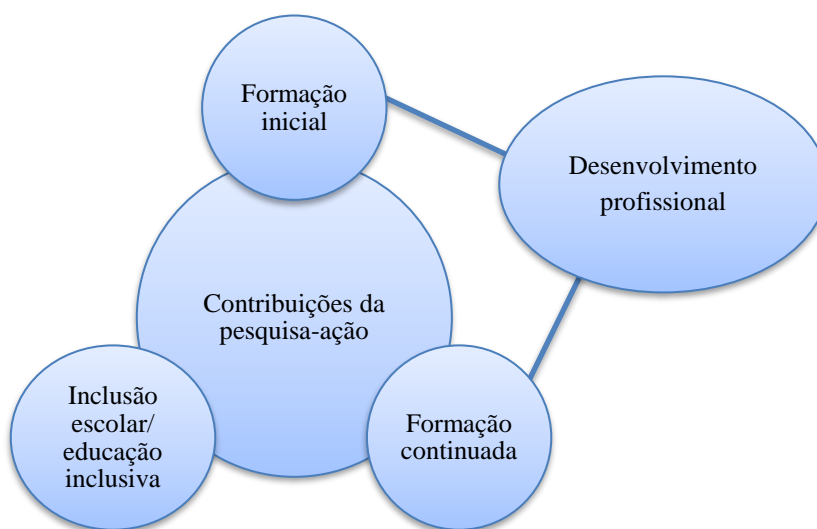 Formação
inicial
Desenvolvimento
profissional
Contribuições da
pesquisa-ação
Inclusão
escolar/
educação
inclusiva
Formação
continuada